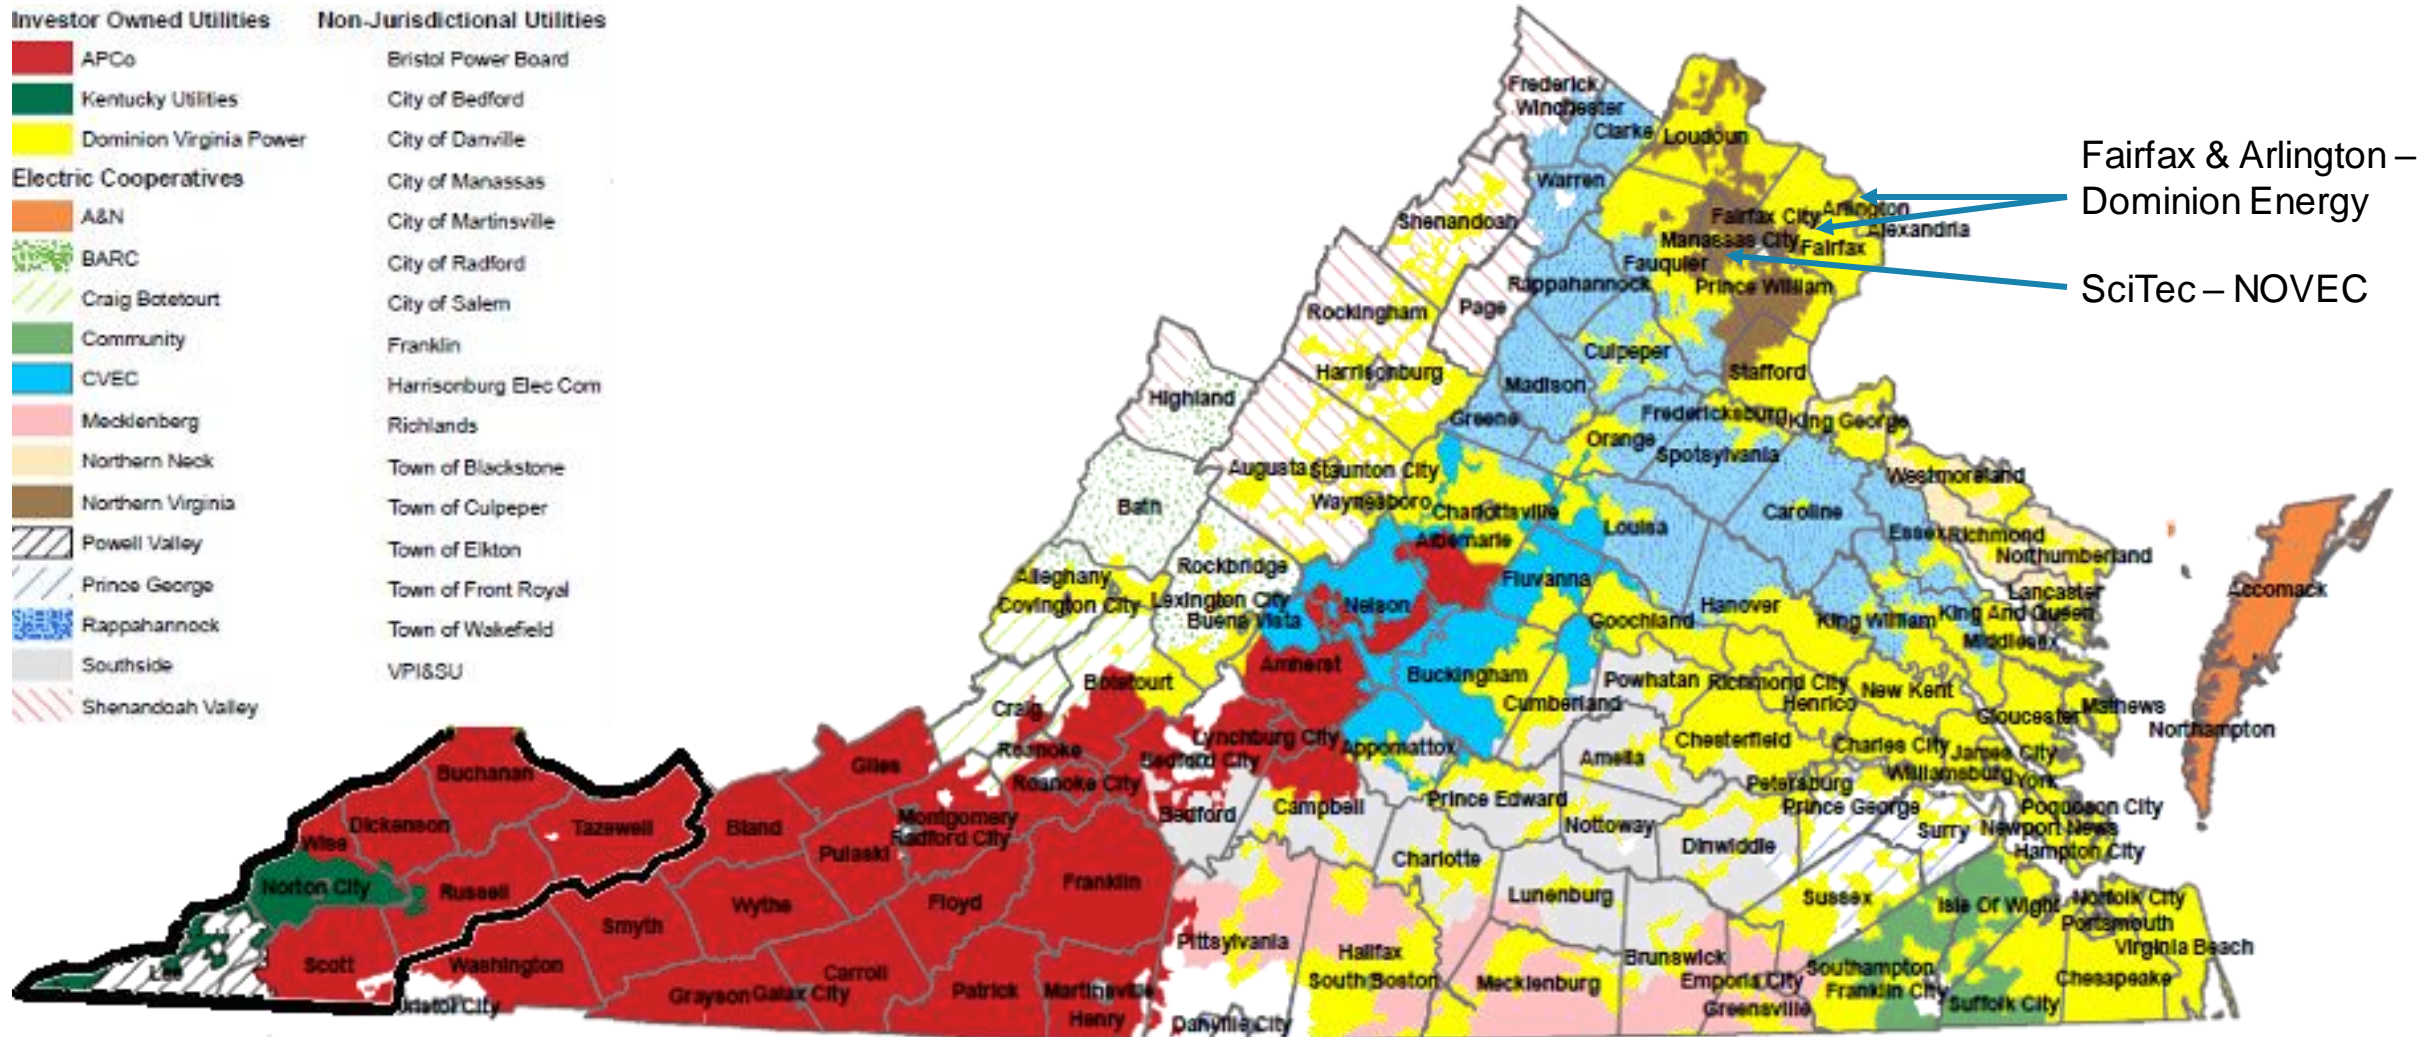 Investor Owned Utilities
APCo
Kentucky Utilities
Dominion Virginia Power
Electric Cooperatives
A&N
BARC
Craig Botetourt
Community
CVEC
Mecklenberg
Northern Neck
Northern Virginia
Powell Valley
Prince George
Rappahannock
Southside
Shenandoah Valley
Non-Jurisdictional Utilities
Bristol Power Board
City of Bedford
City of Danville
City of Manassas
City of Martinsville
City of Radford
City of Salem
Franklin
Harrisonburg Elec Com
Richlands
Town of Blackstone
Town of Culpeper
Town of Elkton
Town of Front Royal
Town of Wakefield
VPI&SU
Frederick
Winchester
Clarke
Loudoun
Warren
Shenandoah
Fairfax City
Arlington
Alexandria
Manassas City
Fairfax
Fauquier
Prince William
Rappahannock
Page
Rockingham
Culpeper
Stafford
Harrisonburg
Madison
Highland
Greene
Fredericksburg
King George
Orange
Spotsylvania
Augusta
Staunton City
Westmoreland
Waynesboro
Charlottsville
Bath
Louisa
Caroline
Essex
Richmond
Albemarle
Northumberland
Rockbridge
Fluvanna
Alleghany
Accomack
Lancaster
Covington City
Lexington City
Nelson
Hanover
Buena Vista
Goochland
King William
King And Queen
Middlesex
Amherst
Buckingham
Botetourt
Powhatan
Richmond City
New Kent
Henrico
Cumberland
Craig
Mathews
Gloucester
Northampton
Lynchburg City
Appomattox
Roanoke
Chesterfield
Charles City
James City
Bedford City
Amelia
Giles
Buchanan
Roanoke City
Petersburg
Williamsburg
York
Prince Edward
Prince George
Poquoson City
Campbell
Bedford
Montgomery
Radford City
Dickenson
Tazewell
Bland
Nottoway
Surry
Newport News
Wise
Pulaski
Charlotte
Dinwiddie
Hampton City
Norton City
Russell
Franklin
Lunenburg
Sussex
Isle Of Wight
Norfolk City
Wythe
Floyd
Portsmouth
Smyth
Pittsylvania
Halifax
Virginia Beach
Lee
Scott
Washington
Carroll
Brunswick
Southampton
South Boston
Mecklenburg
Emporia City
Chesapeake
Grayson
Galax City
Patrick
Martinsville
Franklin City
Suffolk City
Greensville
Henry
Danville City
Fairfax & Arlington –
Dominion Energy
SciTec – NOVEC